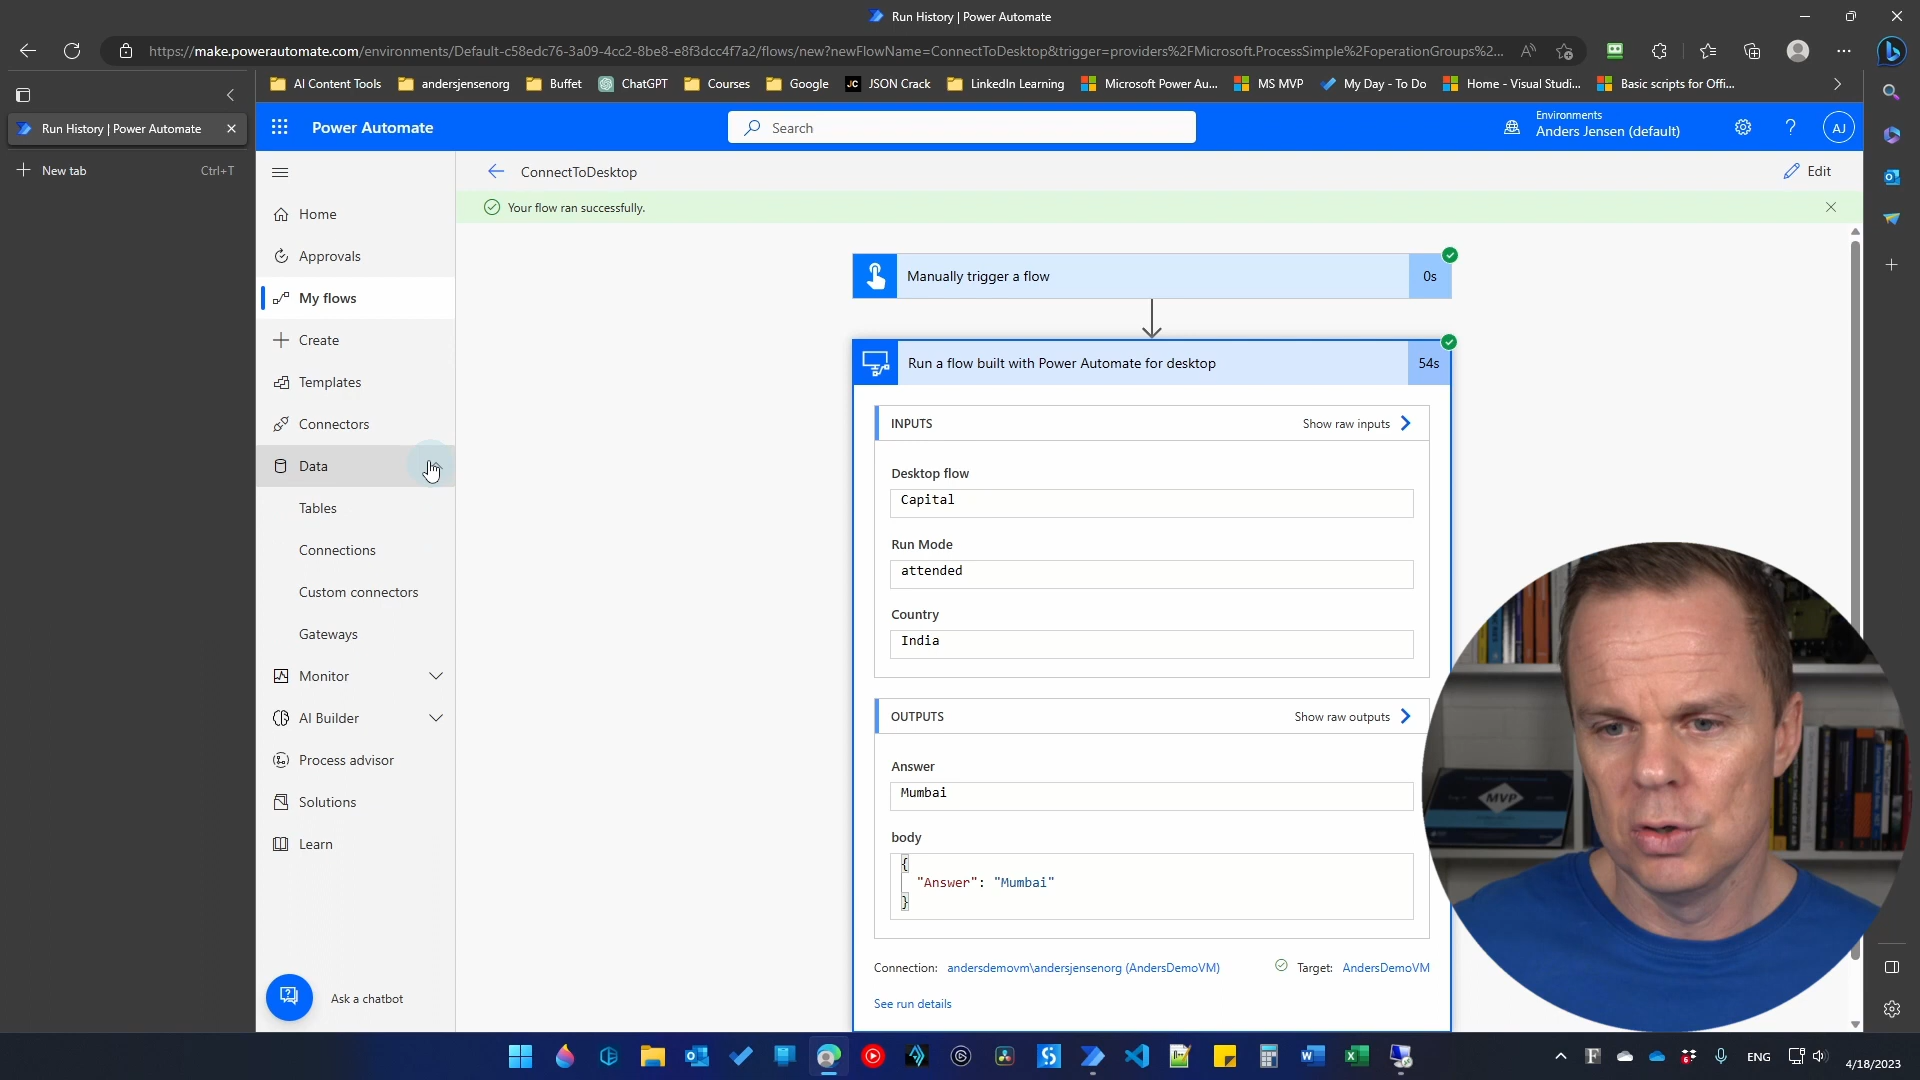 Run History | Power Automate
https://make.powerautomate.com/environments/Default-c58edc76-3a09-4cc2-8be8-e8f3dcc4f7a2/flows/new?newFlowName=ConnectToDesktop&trigger=providers%2FMicrosoft.ProcessSimple%2FoperationGroups%2...
AI Content Tools
andersjensenorg
Buffet
ChatGPT
Courses
Google
JC JSON Crack
LinkedIn Learning
Microsoft Power Au...
MS MVP
My Day - To Do
Home - Visual Studi...
Basic scripts for Offi...
Run History | Power Automate
New tab Ctrl+T
Power Automate
Search
Environments
Anders Jensen (default)
?
AJ
Home
Approvals
My flows
Create
Templates
Connectors
Data
Tables
Connections
Custom connectors
Gateways
Monitor
AI Builder
Process advisor
Solutions
Learn
Ask a chatbot
ConnectToDesktop
Edit
Your flow ran successfully.
Manually trigger a flow 0s
Run a flow built with Power Automate for desktop 54s
INPUTS Show raw inputs
Desktop flow
Capital
Run Mode
attended
Country
India
OUTPUTS Show raw outputs
Answer
Mumbai
body
{
"Answer": "Mumbai"
}
Connection: andersdemovm\andersjensenorg (AndersDemoVM) Target: AndersDemoVM
See run details
MVP
ENG
4/18/2023